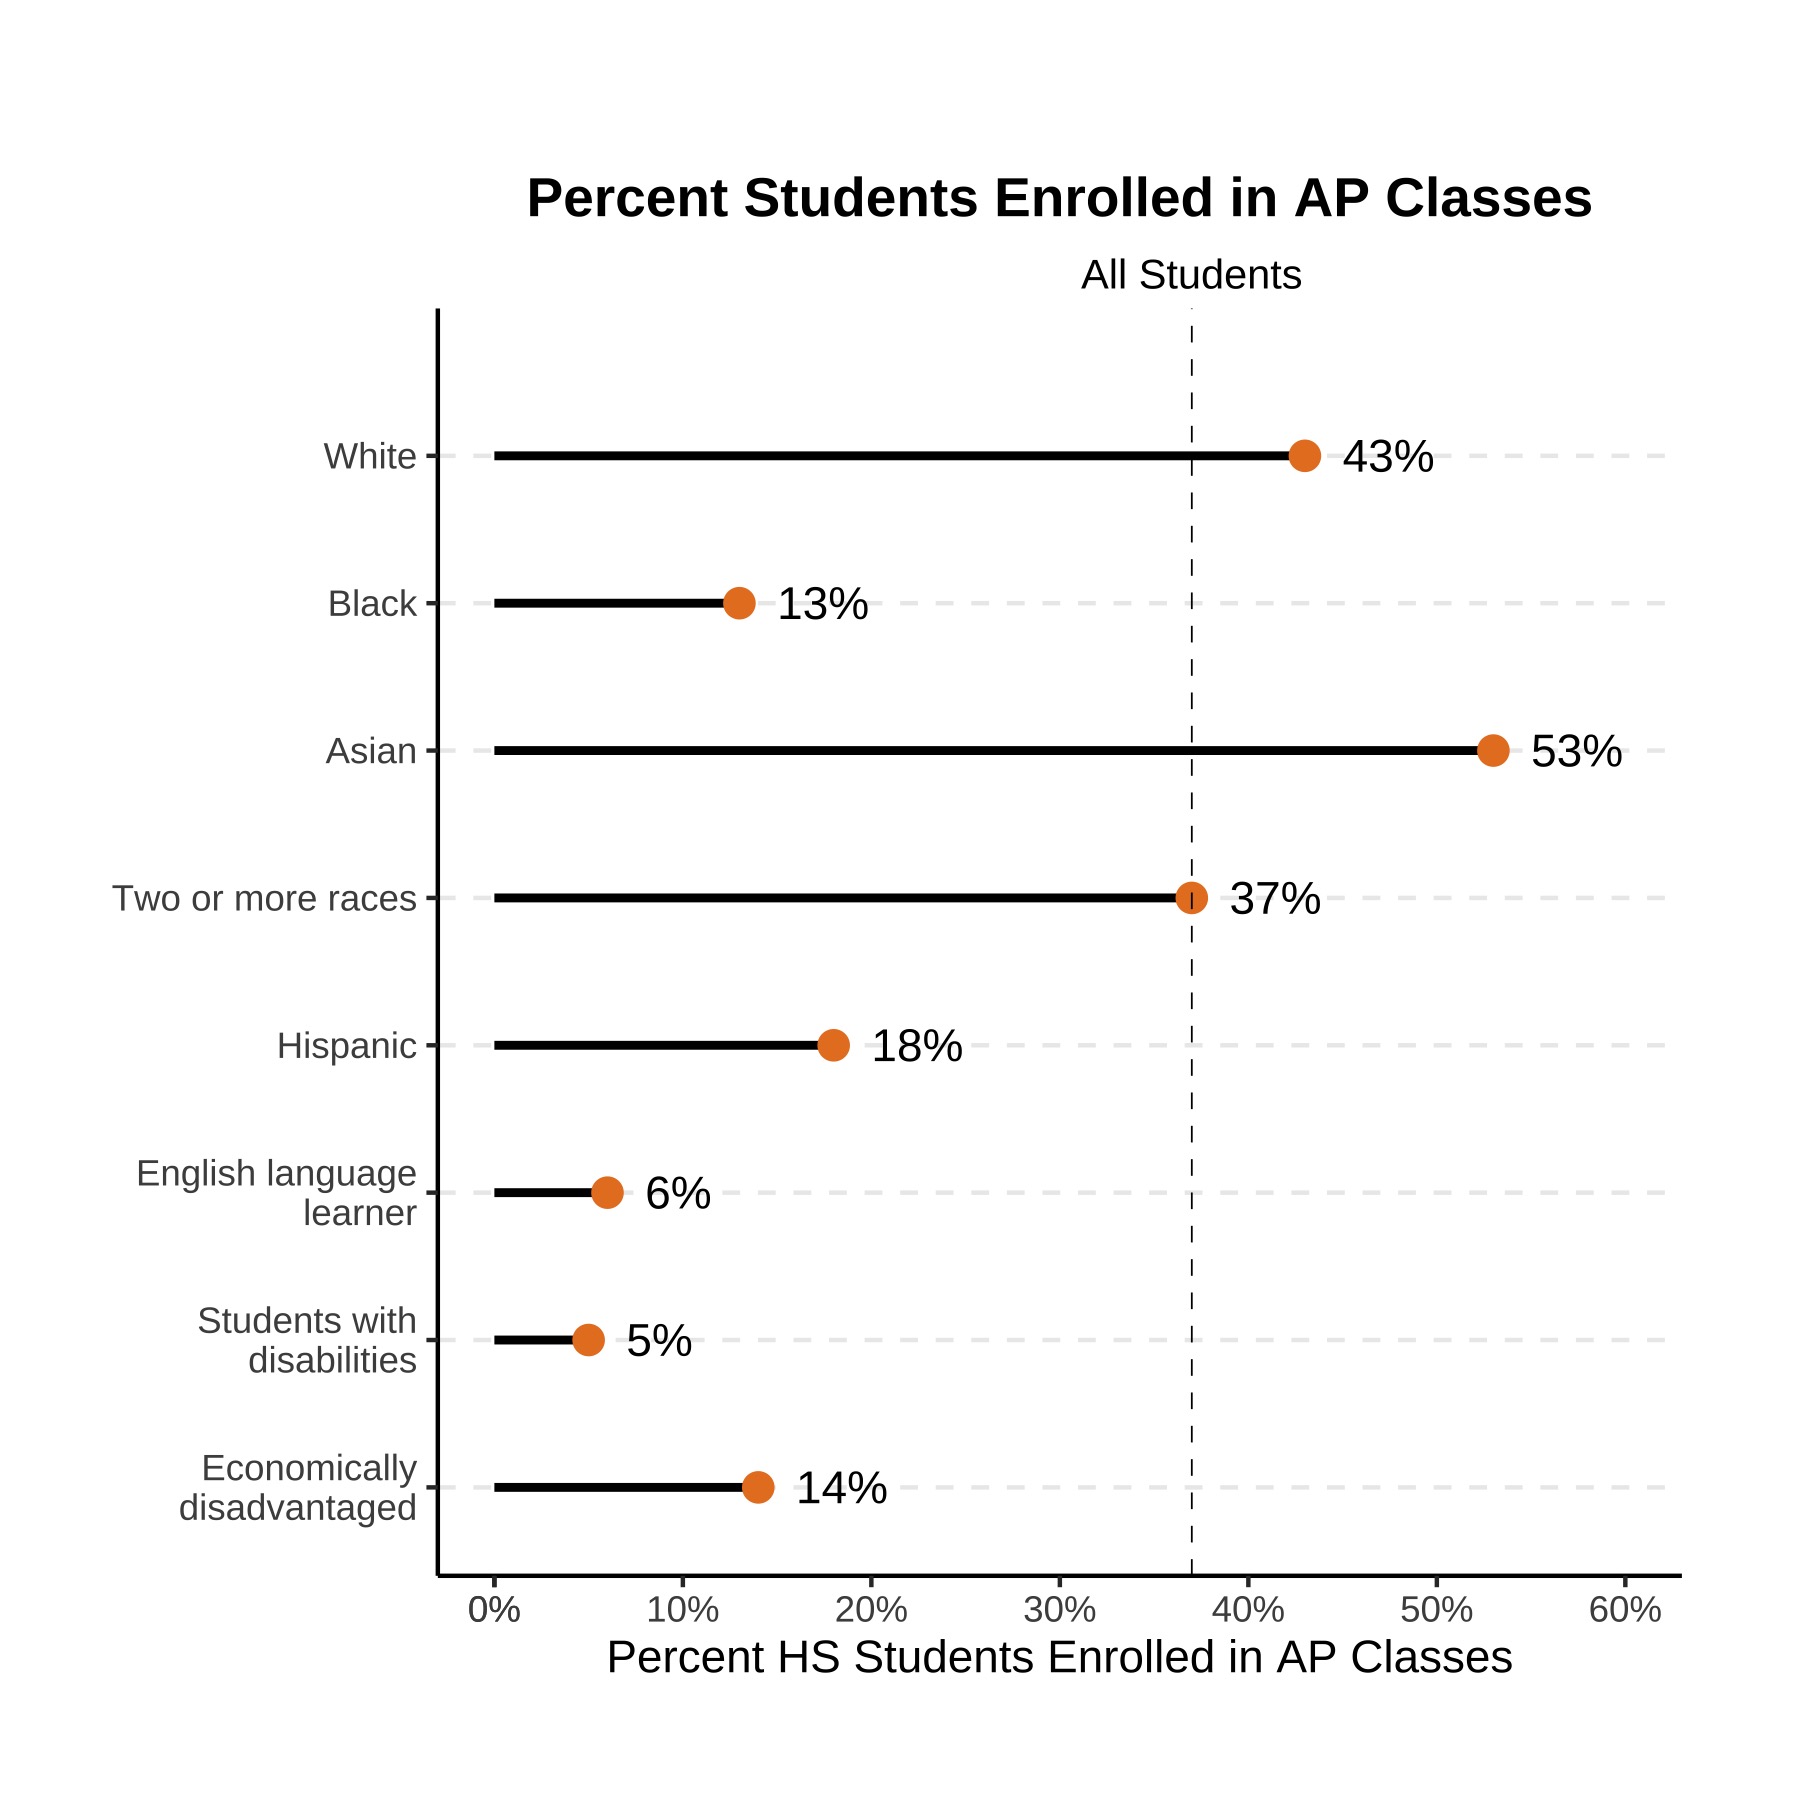 Percent Students Enrolled in AP Classes
All Students
White
43%
Black
13%
Asian
53%
Two or more races
37%
Hispanic
18%
English language
learner
6%
Students with
disabilities
5%
Economically
disadvantaged
14%
0% 10% 20% 30% 40% 50% 60%
Percent HS Students Enrolled in AP Classes